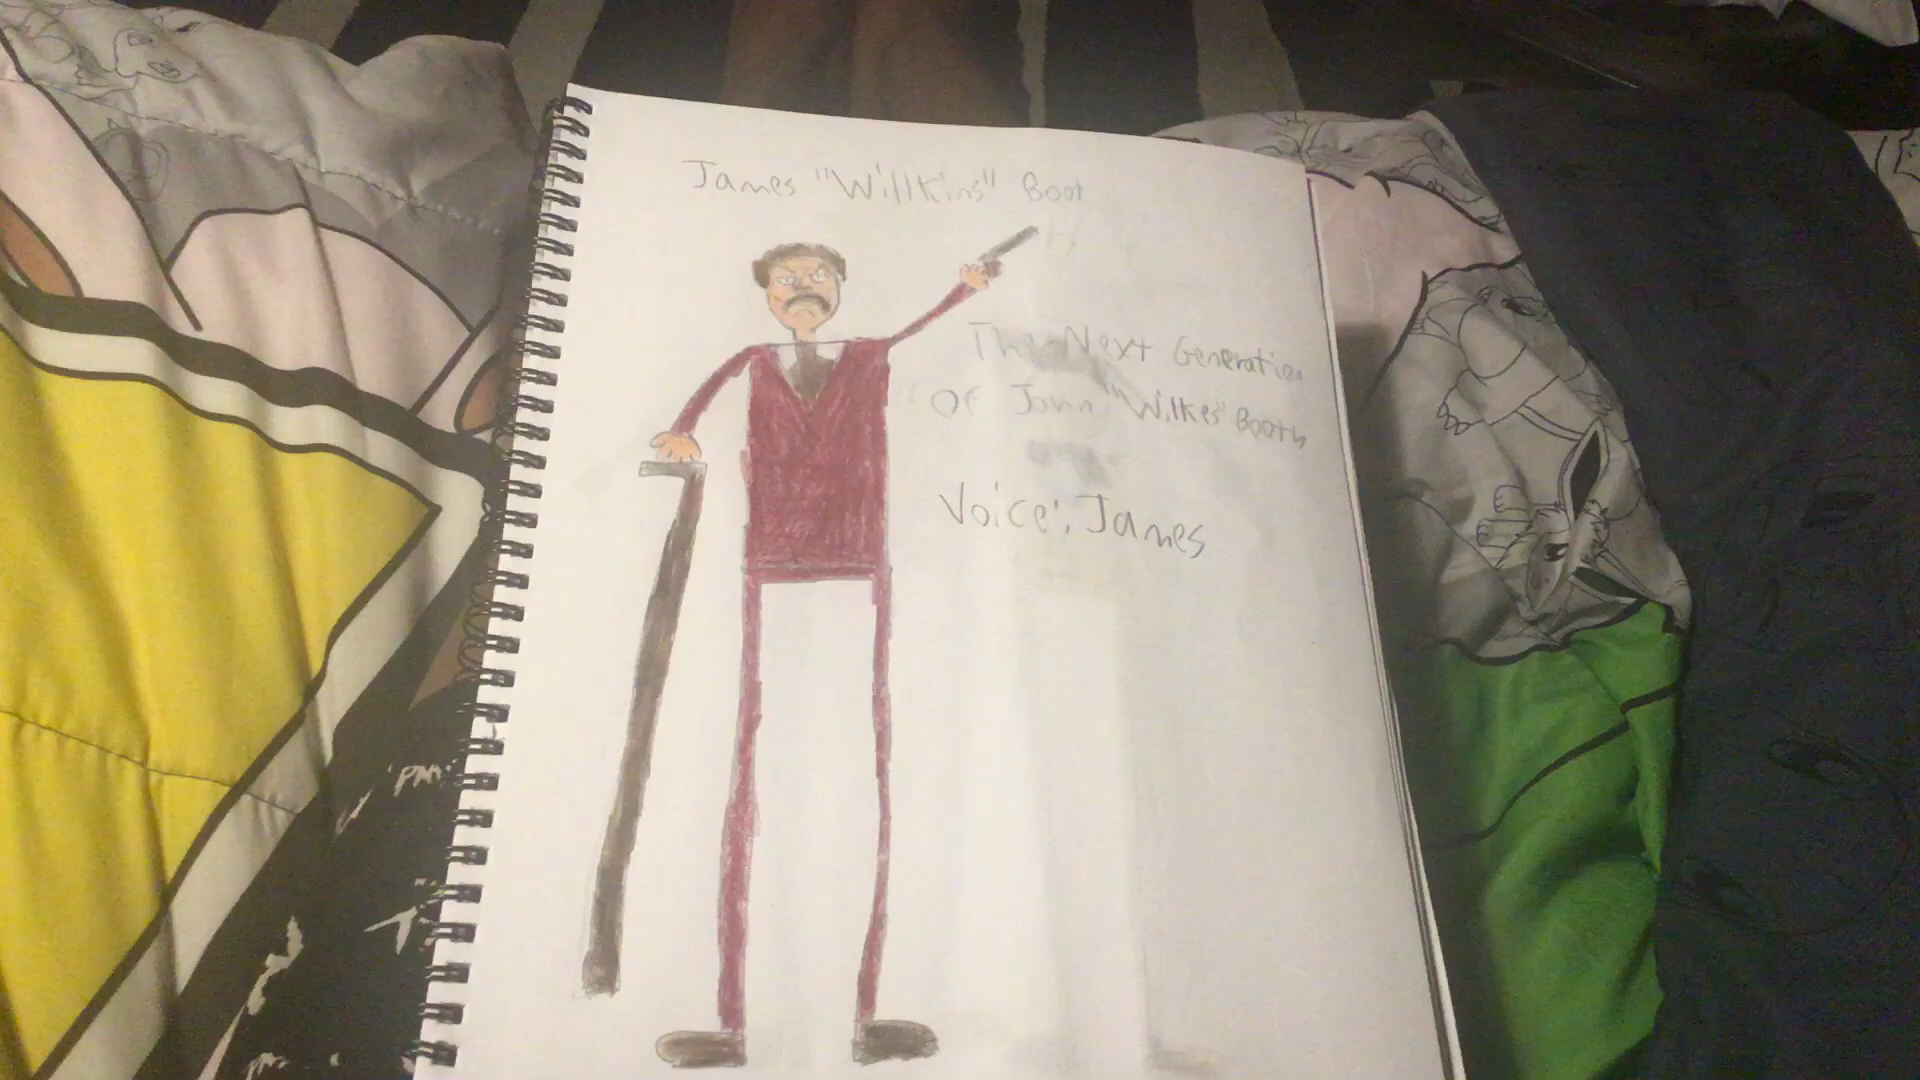 James "Willkins" Boot
The Next Generation
Of John "Wilkes" Booth
Voice: James